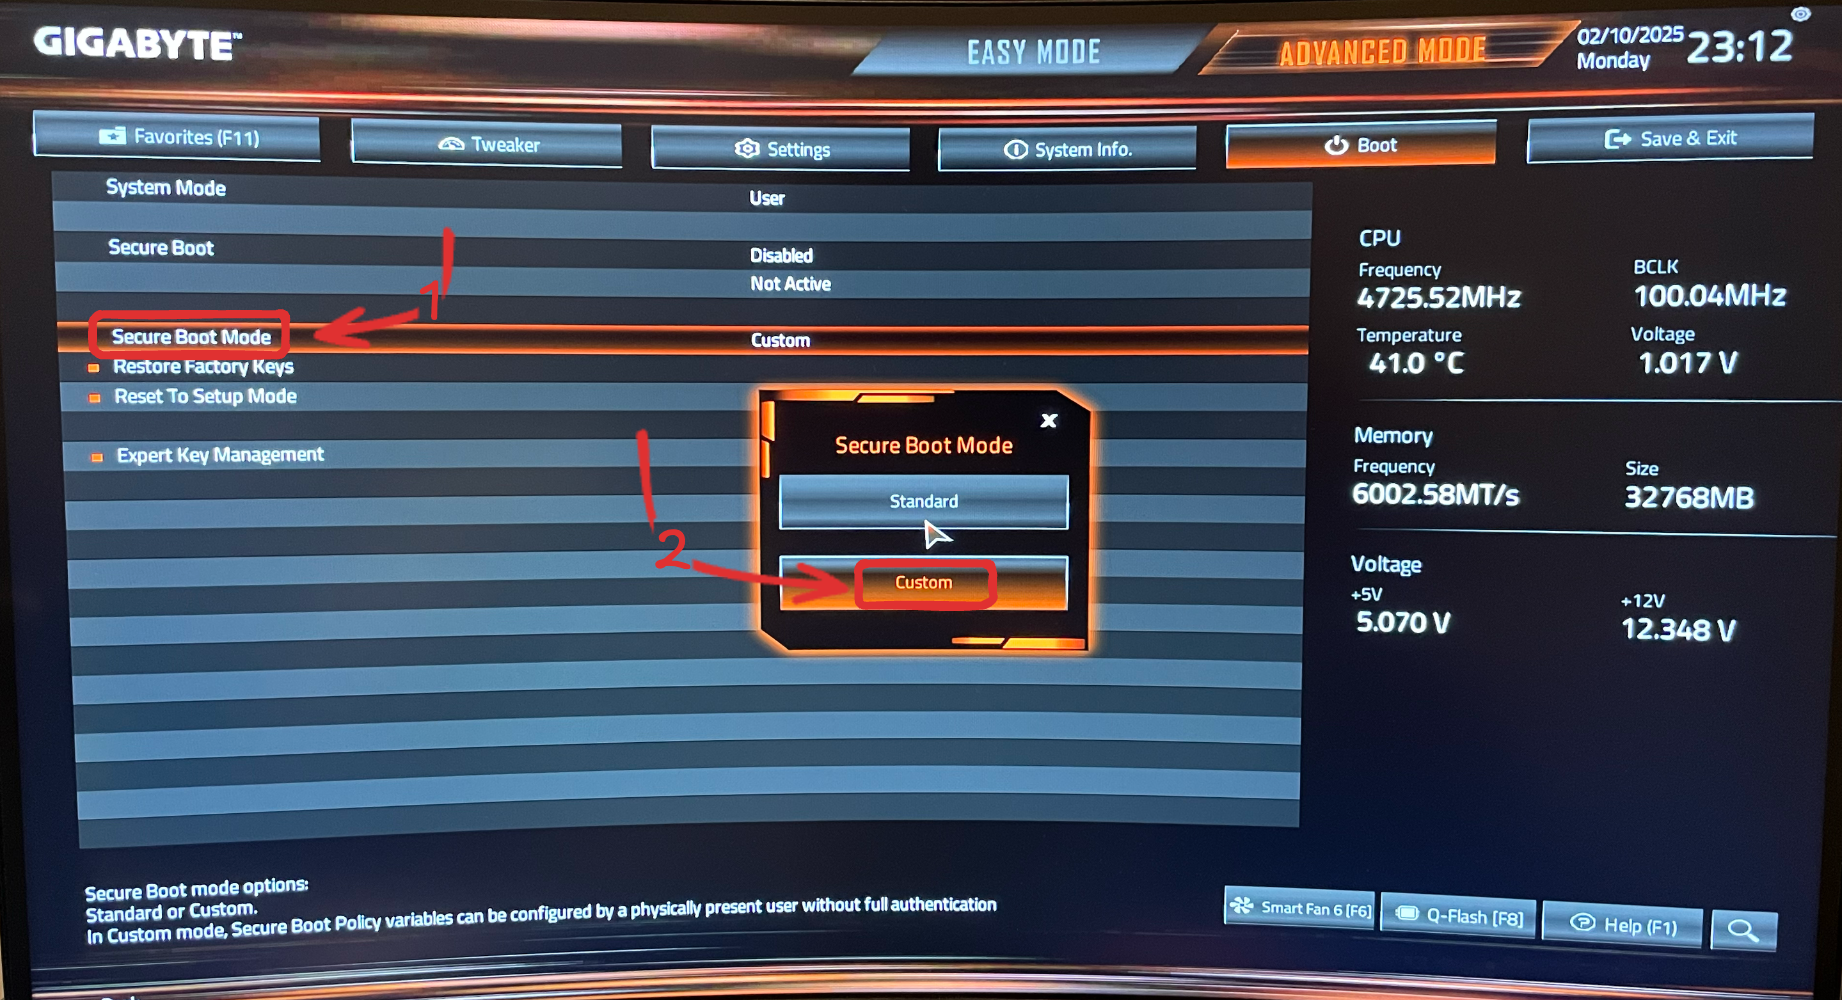 GIGABYTE™
EASY MODE
ADVANCED MODE
02/10/2025
Monday
23:12
Favorites (F11)
Tweaker
Settings
System Info.
Boot
Save & Exit
System Mode
User
Secure Boot
Disabled
Not Active
1
Secure Boot Mode
Custom
Restore Factory Keys
Reset To Setup Mode
Expert Key Management
2
x
Secure Boot Mode
Standard
Custom
CPU
Frequency
BCLK
4725.52MHz
100.04MHz
Temperature
Voltage
41.0 °C
1.017 V
Memory
Frequency
Size
6002.58MT/s
32768MB
Voltage
+5V
+12V
5.070 V
12.348 V
Secure Boot mode options:
Standard or Custom.
In Custom mode, Secure Boot Policy variables can be configured by a physically present user without full authentication
Smart Fan 6 [F6]
Q-Flash [F8]
Help (F1)